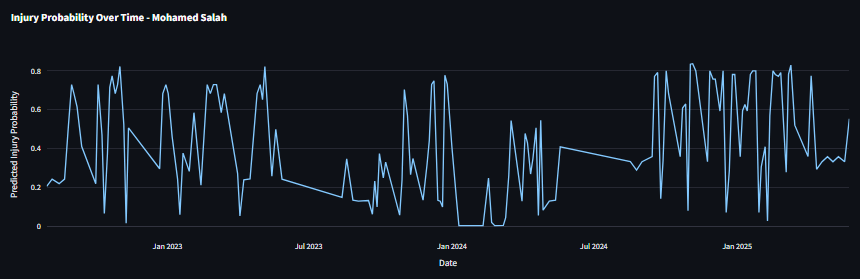 Injury Probability Over Time - Mohamed Salah
Predicted Injury Probability
0.8
0.6
0.4
0.2
0
Jan 2023
Jul 2023
Jan 2024
Jul 2024
Jan 2025
Date